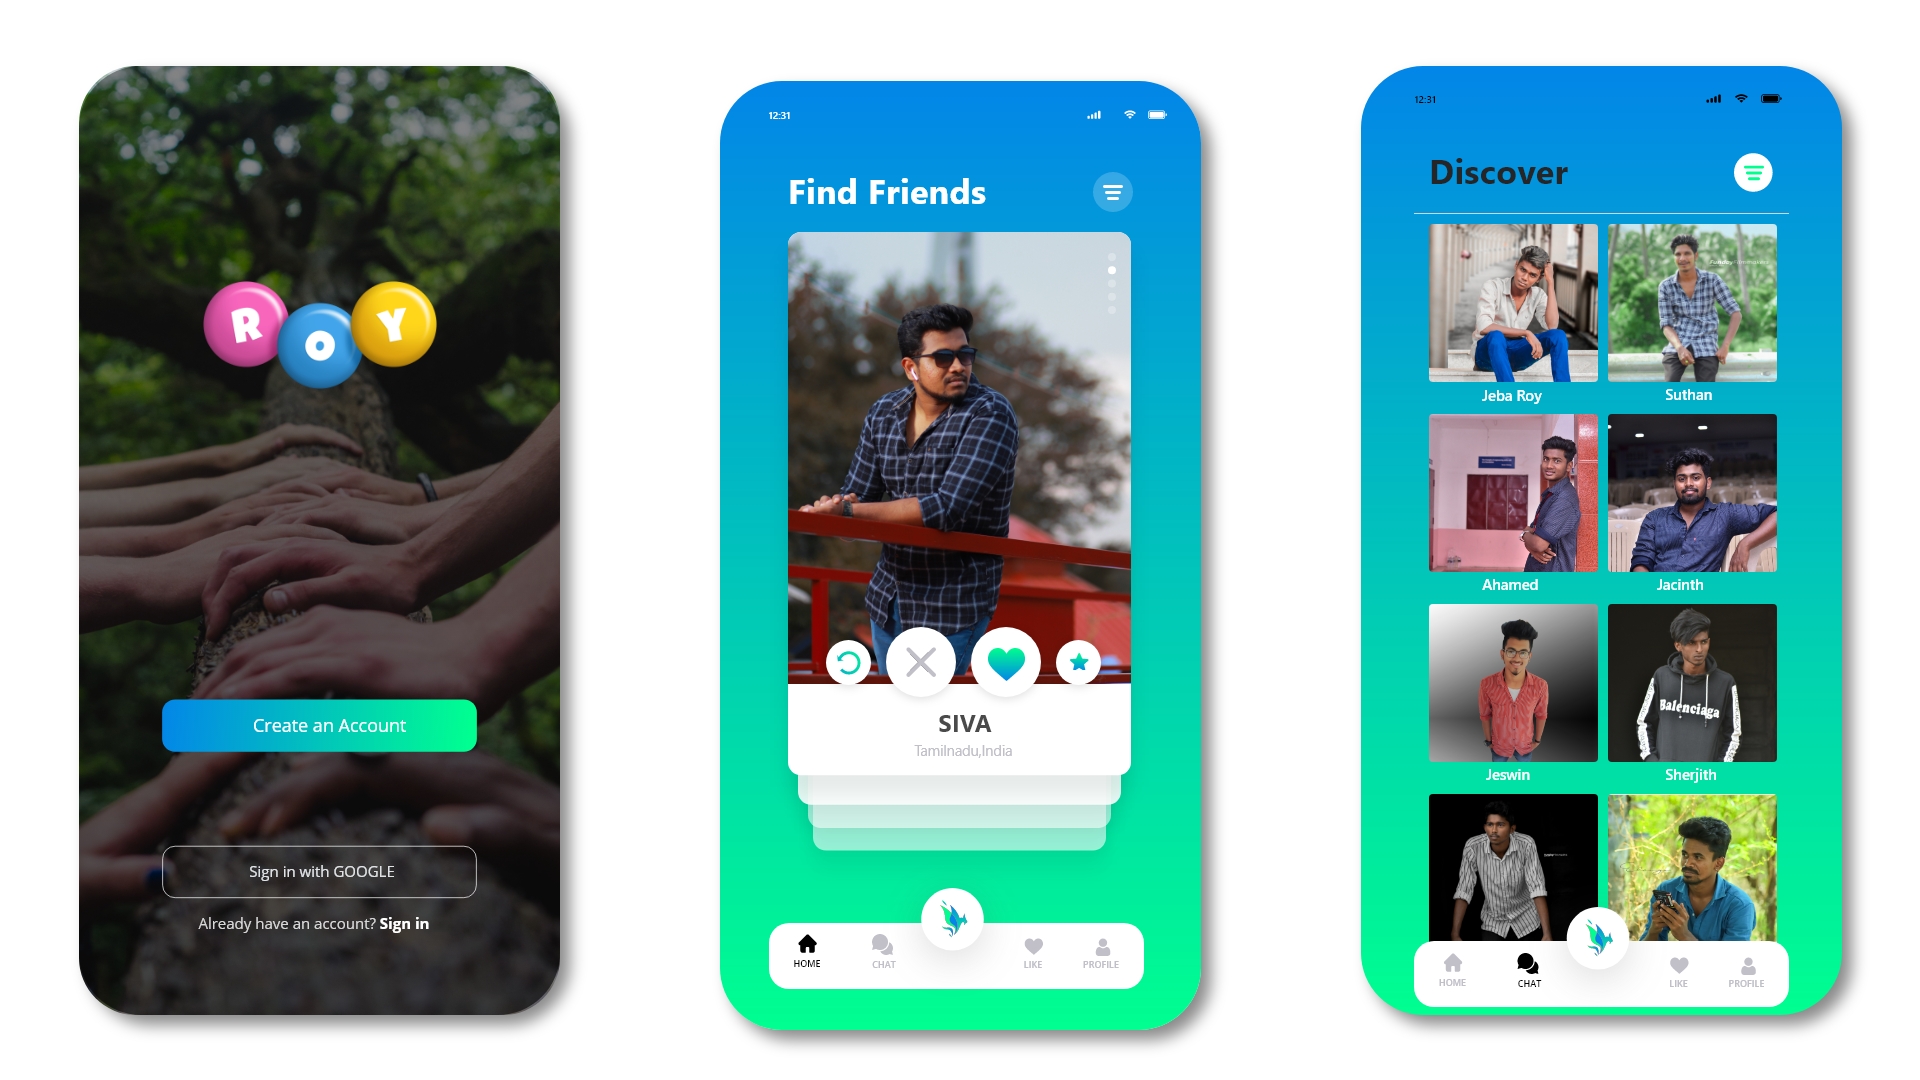 R O Y
Create an Account
Sign in with GOOGLE
Already have an account? Sign in
12:31
Find Friends
SIVA
Tamilnadu,India
HOME
CHAT
LIKE
PROFILE
12:31
Discover
Jeba Roy
Suthan
Ahamed
Jacinth
Balenciaga
Jeswin
Sherjith
HOME
CHAT
LIKE
PROFILE